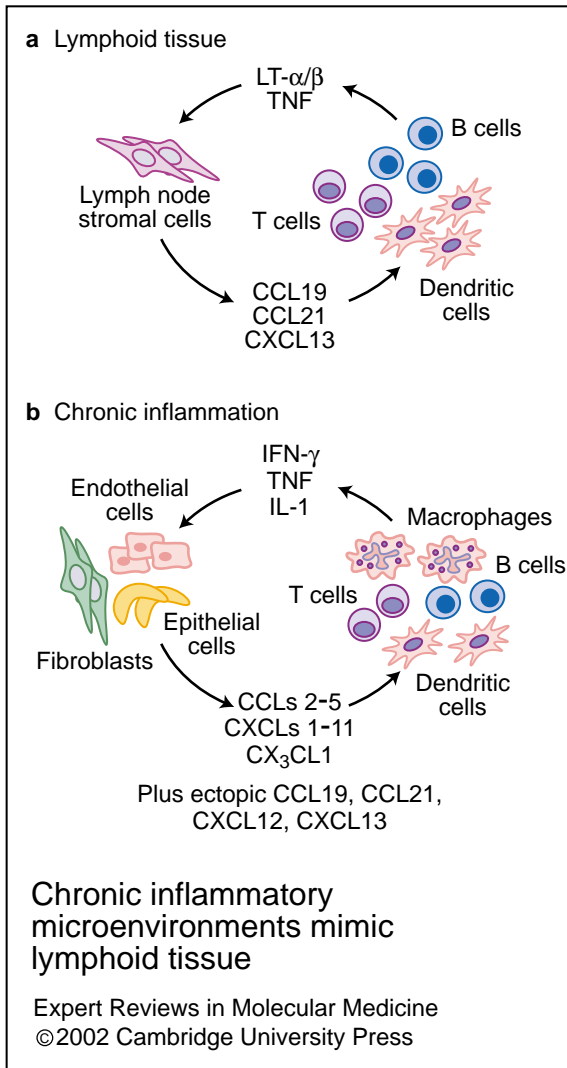 a Lymphoid tissue
LT-α/β
TNF
B cells
Lymph node
stromal cells
T cells
Dendritic
cells
CCL19
CCL21
CXCL13
b Chronic inflammation
IFN-γ
TNF
IL-1
Endothelial
cells
Macrophages
B cells
T cells
Epithelial
cells
Fibroblasts
Dendritic
cells
CCLs 2-5
CXCLs 1-11
CX₃CL1
Plus ectopic CCL19, CCL21,
CXCL12, CXCL13
Chronic inflammatory
microenvironments mimic
lymphoid tissue
Expert Reviews in Molecular Medicine
©2002 Cambridge University Press